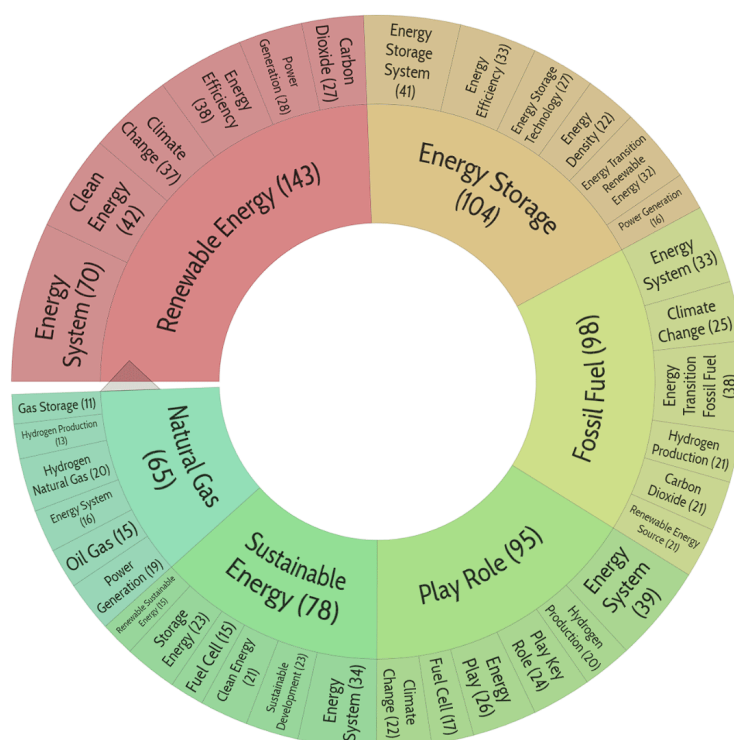 Renewable Energy (143)
Energy
System (70)
Clean
Energy
(42)
Climate
Change (37)
Energy
Efficiency
(38)
Power
Generation (28)
Carbon
Dioxide (27)
Energy Storage
(104)
Energy
Storage
System
(41)
Energy
Efficiency (33)
Energy Storage
Technology (27)
Energy
Density (22)
Energy Transition
Renewable
Energy (32)
Power Generation
(16)
Fossil Fuel (98)
Energy
System (33)
Climate
Change (25)
Energy
Transition
Fossil Fuel
(38)
Hydrogen
Production (21)
Carbon
Dioxide (21)
Renewable Energy
Source (21)
Play Role (95)
Energy
System
(39)
Hydrogen
Production (20)
Play Key
Role (24)
Energy
Play (26)
Fuel Cell (17)
Climate
Change (22)
Sustainable
Energy (78)
Energy
System (34)
Sustainable
Development (23)
Clean Energy
(21)
Fuel Cell (15)
Storage
Energy (23)
Renewable Sustainable
Energy (15)
Natural Gas
(65)
Power
Generation (19)
Oil Gas (15)
Energy System
(16)
Hydrogen
Natural Gas (20)
Hydrogen Production
(13)
Gas Storage (11)